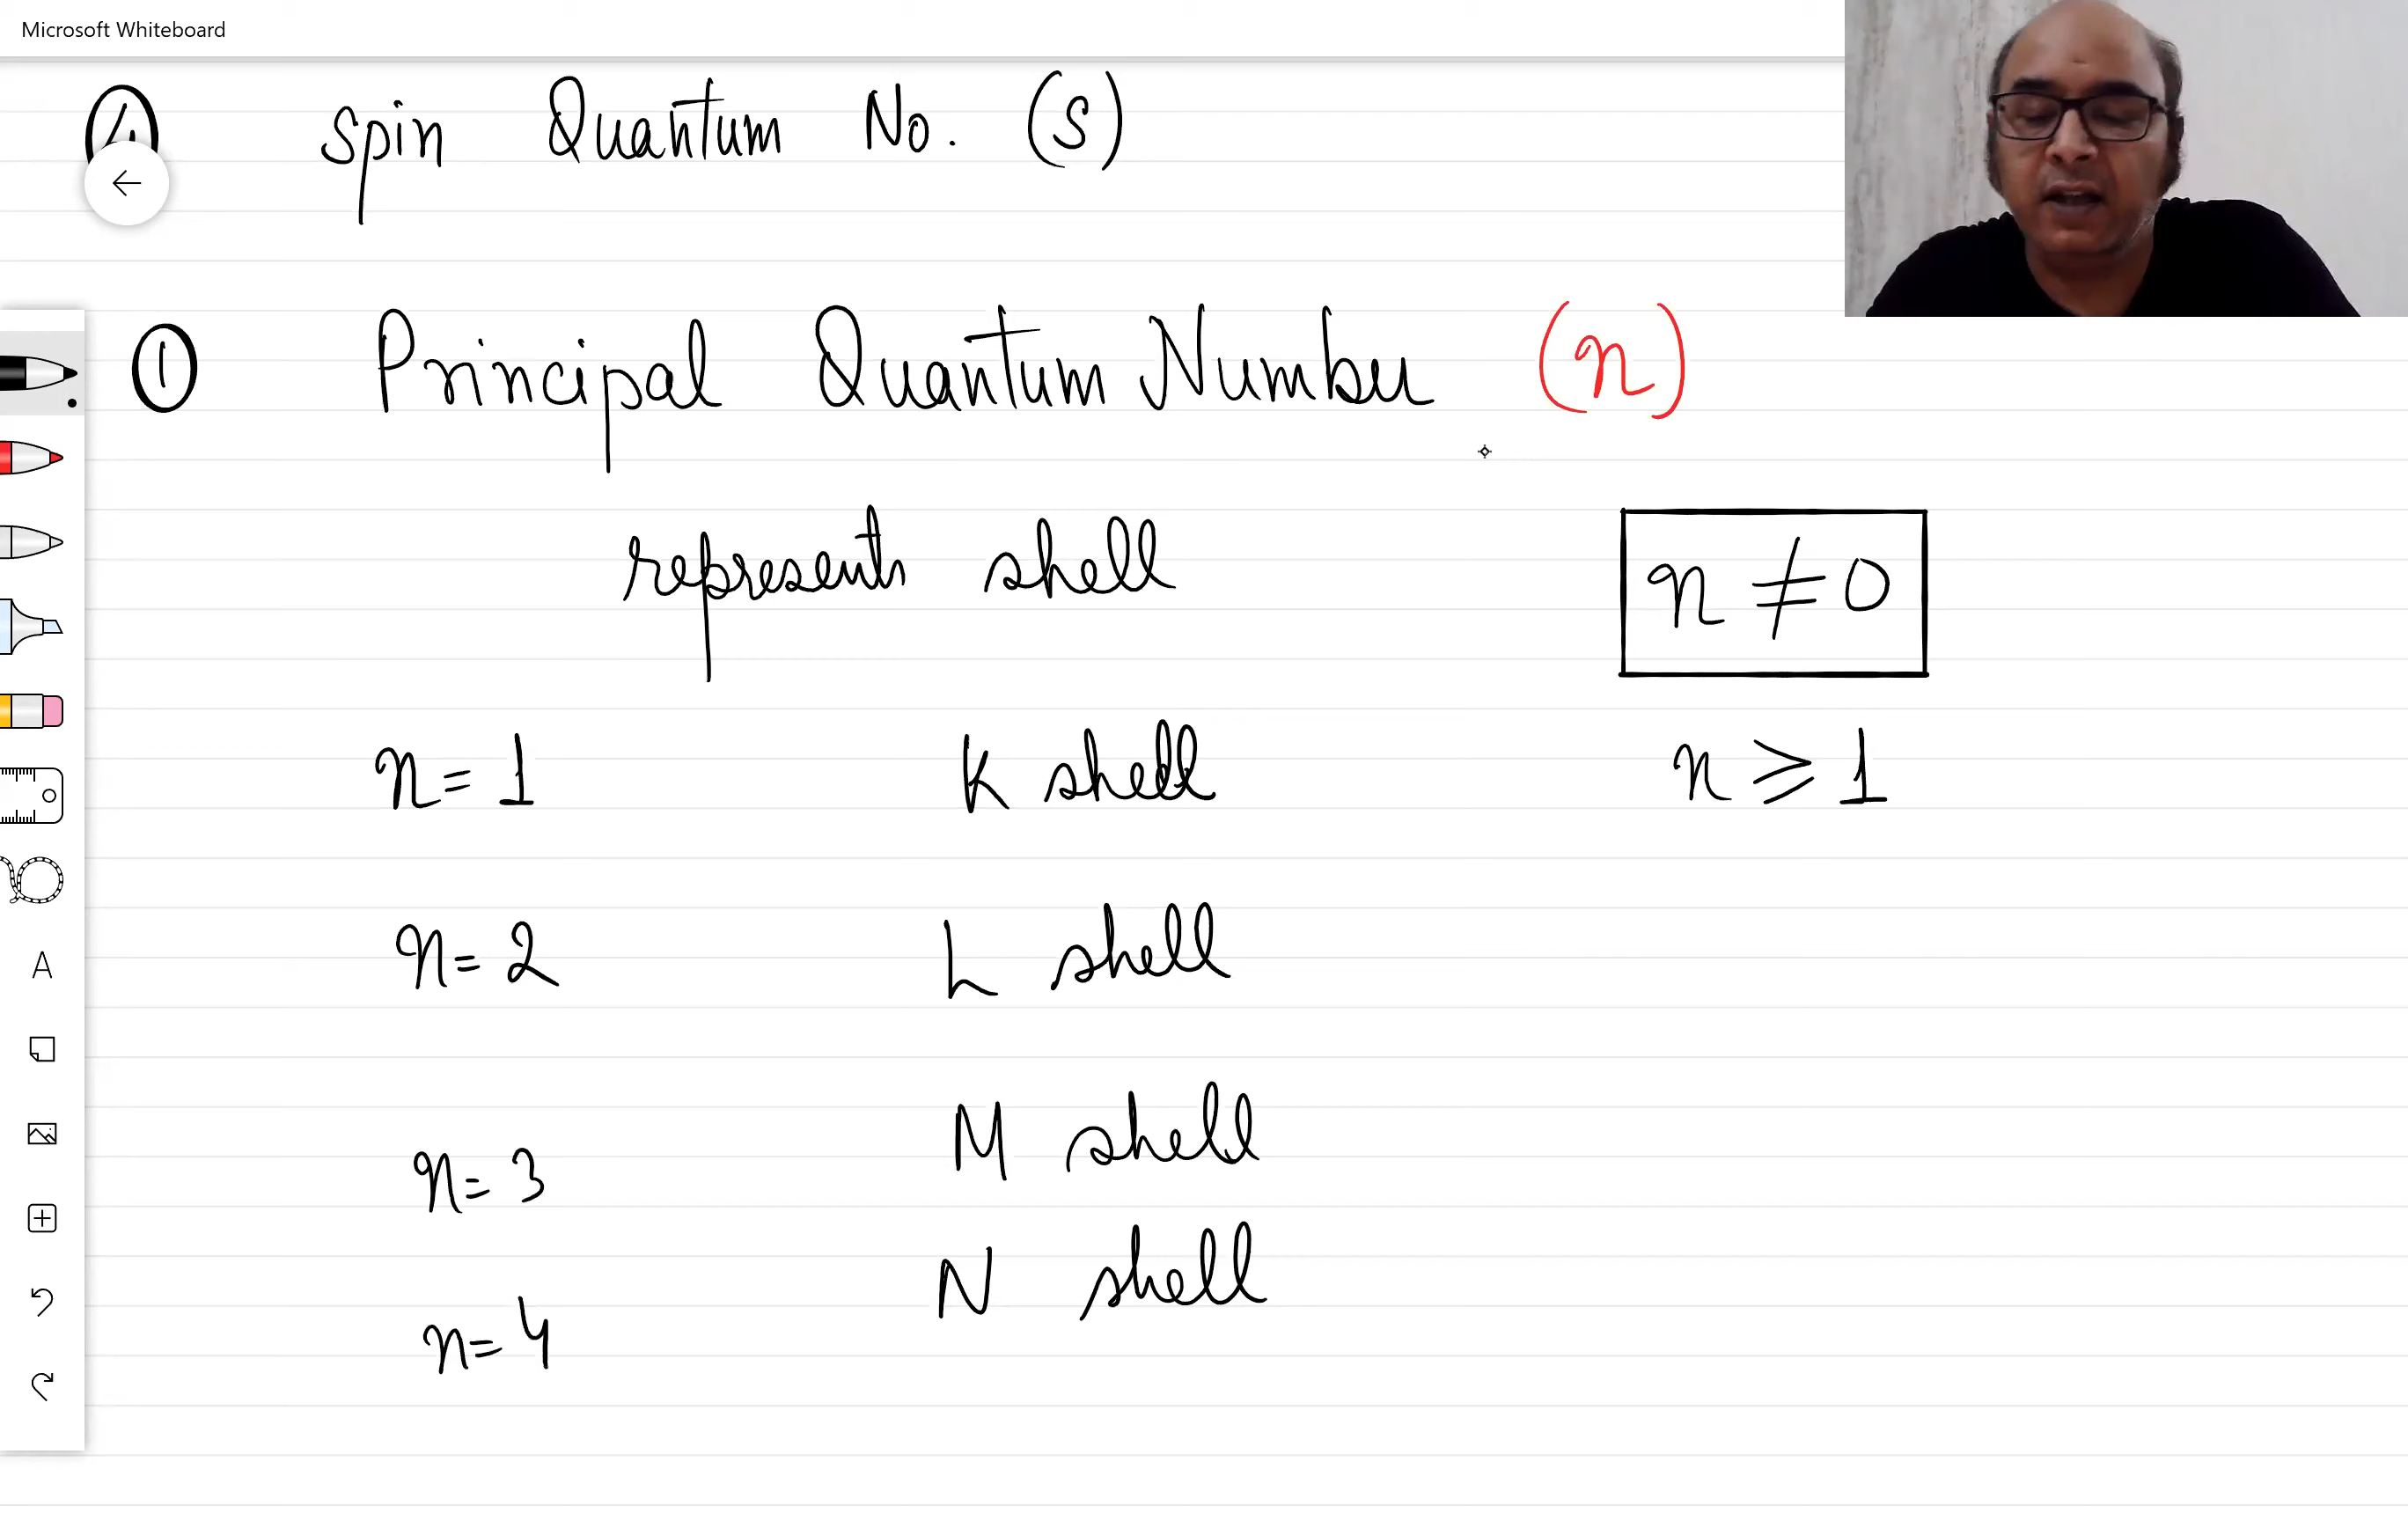 Microsoft Whiteboard
④ Spin Quantum No. (s)
① Principal Quantum Number (n)
represents shell
n ≠ 0
n = 1 K shell n ⩾ 1
n = 2 L shell
n = 3 M shell
n = 4 N shell
A